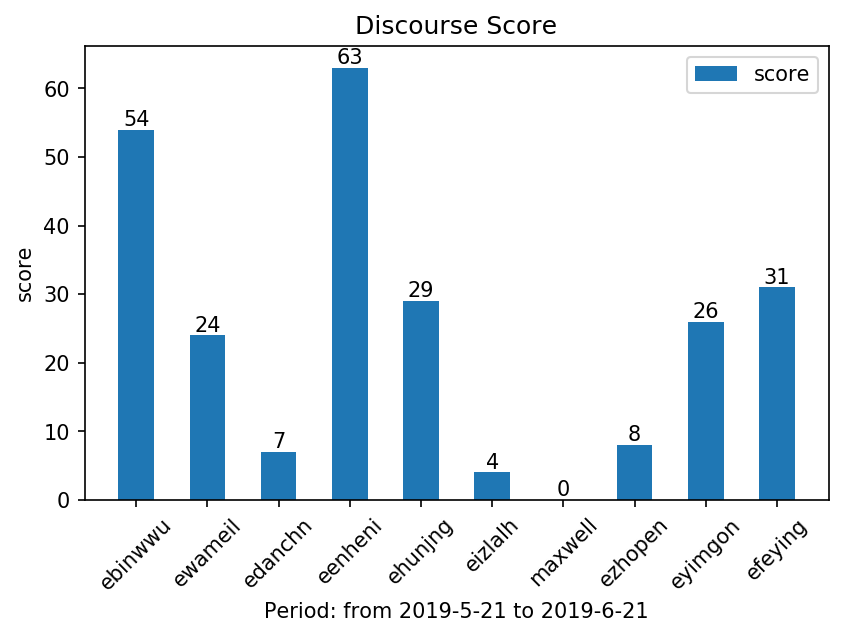 Discourse Score
score
63
60
54
50
40
score
31
29
30
26
24
20
10
8
7
4
0
0
ebinwwu
ewameil
edanchn
eenheni
ehunjng
eizlalh
maxwell
ezhopen
eyimgon
efeying
Period: from 2019-5-21 to 2019-6-21